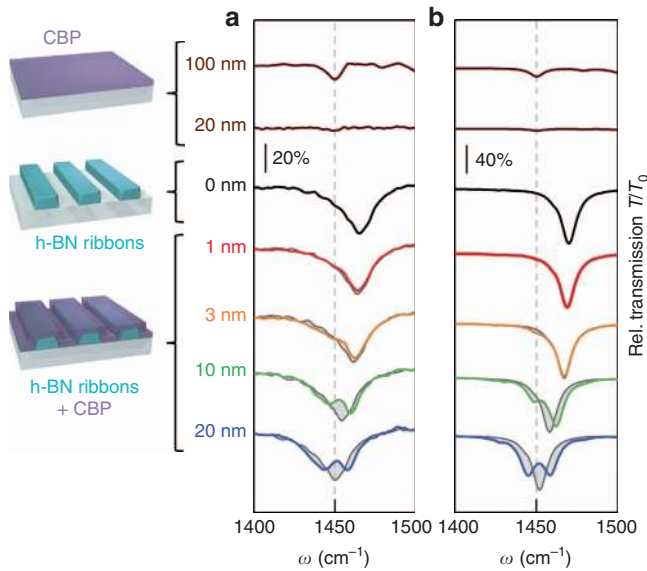 a
b
CBP
100 nm
20 nm
20%
40%
0 nm
h-BN ribbons
1 nm
3 nm
10 nm
h-BN ribbons
+ CBP
20 nm
Rel. transmission T/T₀
1400
1450
1500
1400
1450
1500
ω (cm⁻¹)
ω (cm⁻¹)